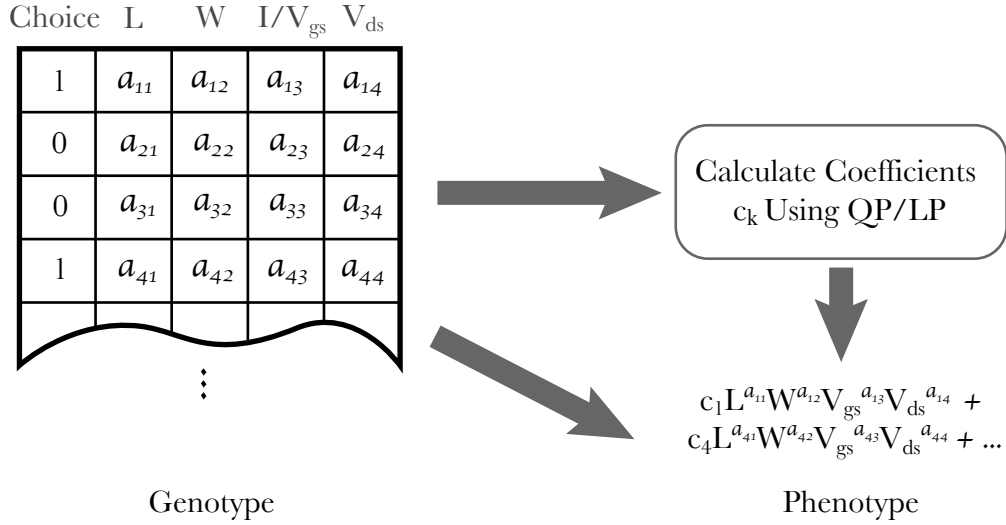 Choice L W I/Vgs Vds
1 a11 a12 a13 a14
0 a21 a22 a23 a24
0 a31 a32 a33 a34
1 a41 a42 a43 a44
Calculate Coefficients
ck Using QP/LP
c1L^a11 W^a12 Vgs^a13 Vds^a14 +
c4L^a41 W^a42 Vgs^a43 Vds^a44 + ...
Genotype
Phenotype